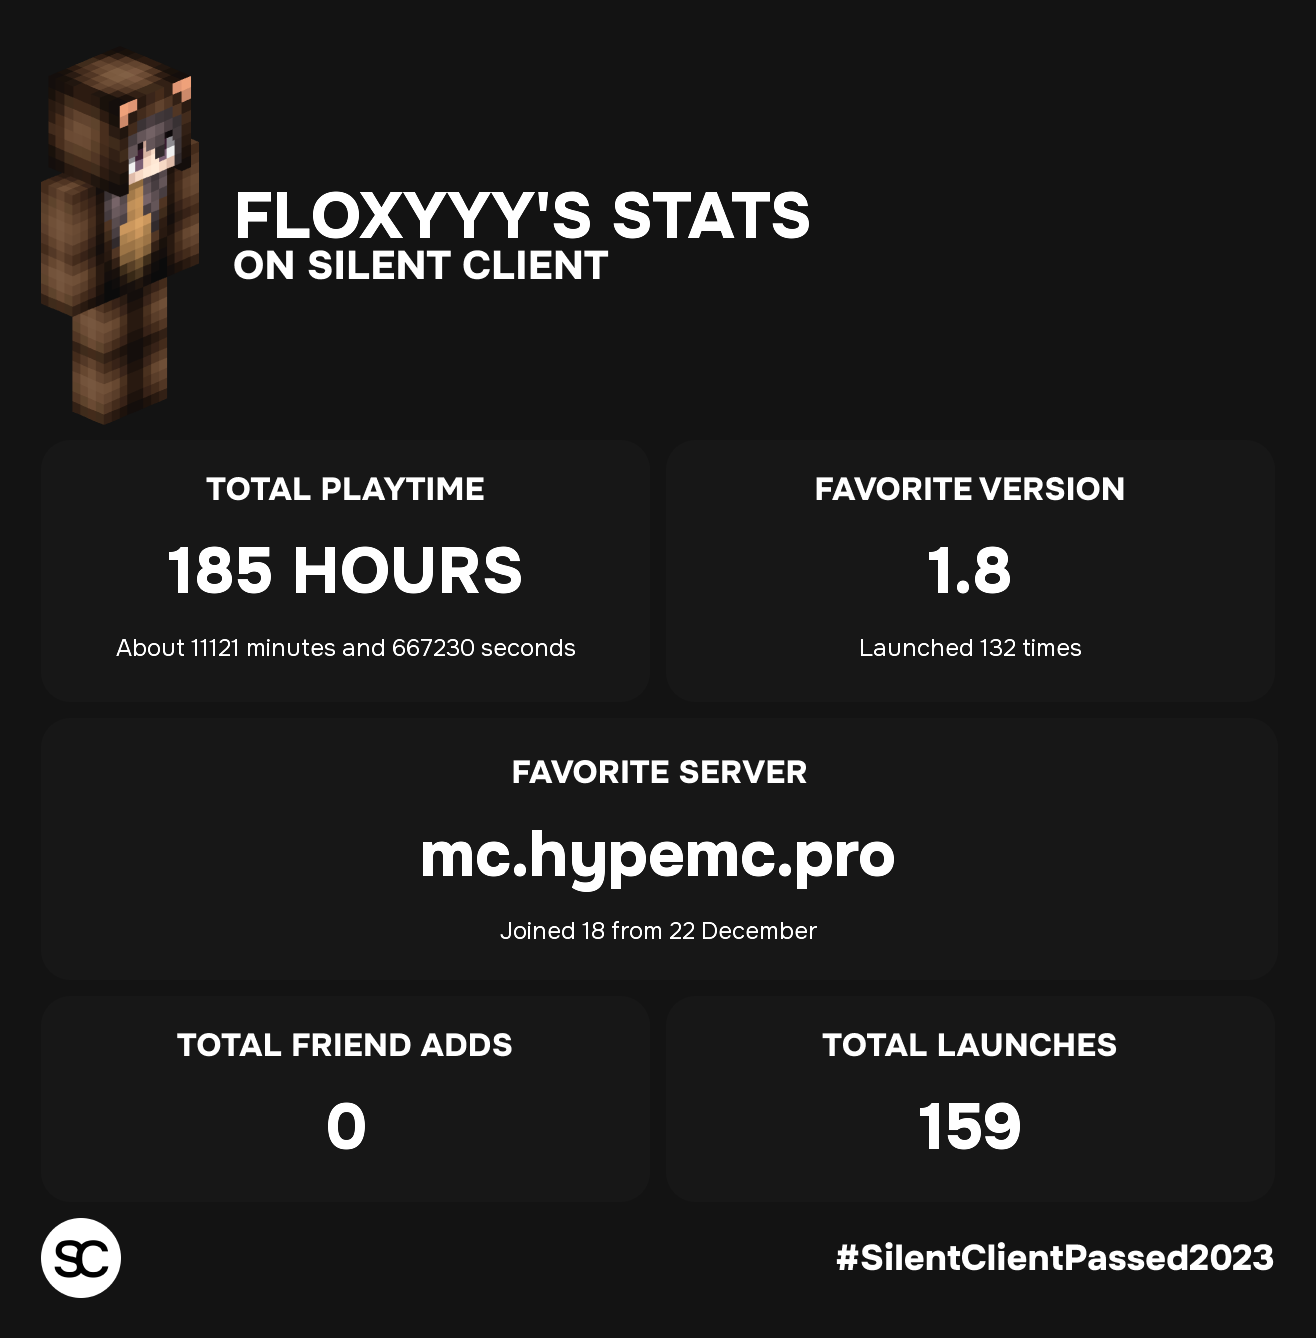 FLOXYYY'S STATS
ON SILENT CLIENT
TOTAL PLAYTIME
185 HOURS
About 11121 minutes and 667230 seconds
FAVORITE VERSION
1.8
Launched 132 times
FAVORITE SERVER
mc.hypemc.pro
Joined 18 from 22 December
TOTAL FRIEND ADDS
0
TOTAL LAUNCHES
159
SC
#SilentClientPassed2023